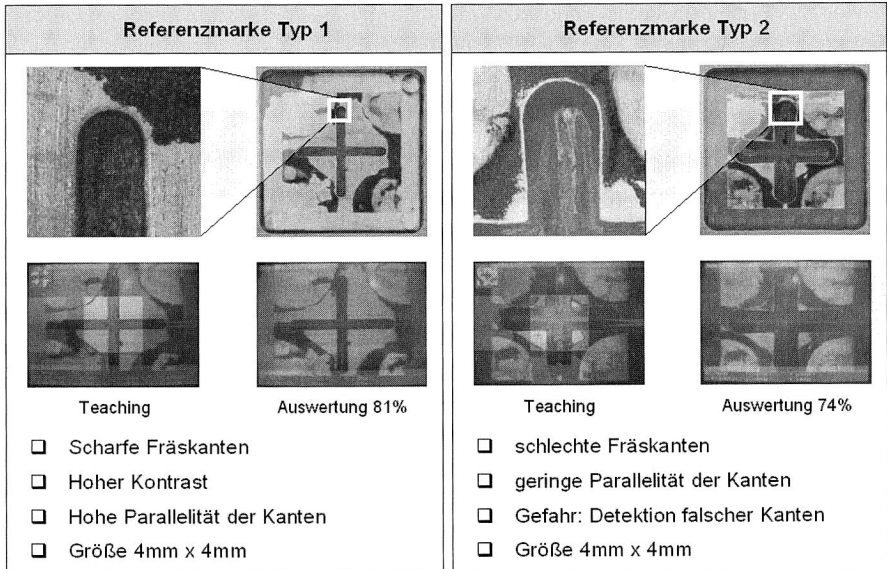 Referenzmarke Typ 1
Teaching
Auswertung 81%
❑ Scharfe Fräskanten
❑ Hoher Kontrast
❑ Hohe Parallelität der Kanten
❑ Größe 4mm x 4mm
Referenzmarke Typ 2
Teaching
Auswertung 74%
❑ schlechte Fräskanten
❑ geringe Parallelität der Kanten
❑ Gefahr: Detektion falscher Kanten
❑ Größe 4mm x 4mm